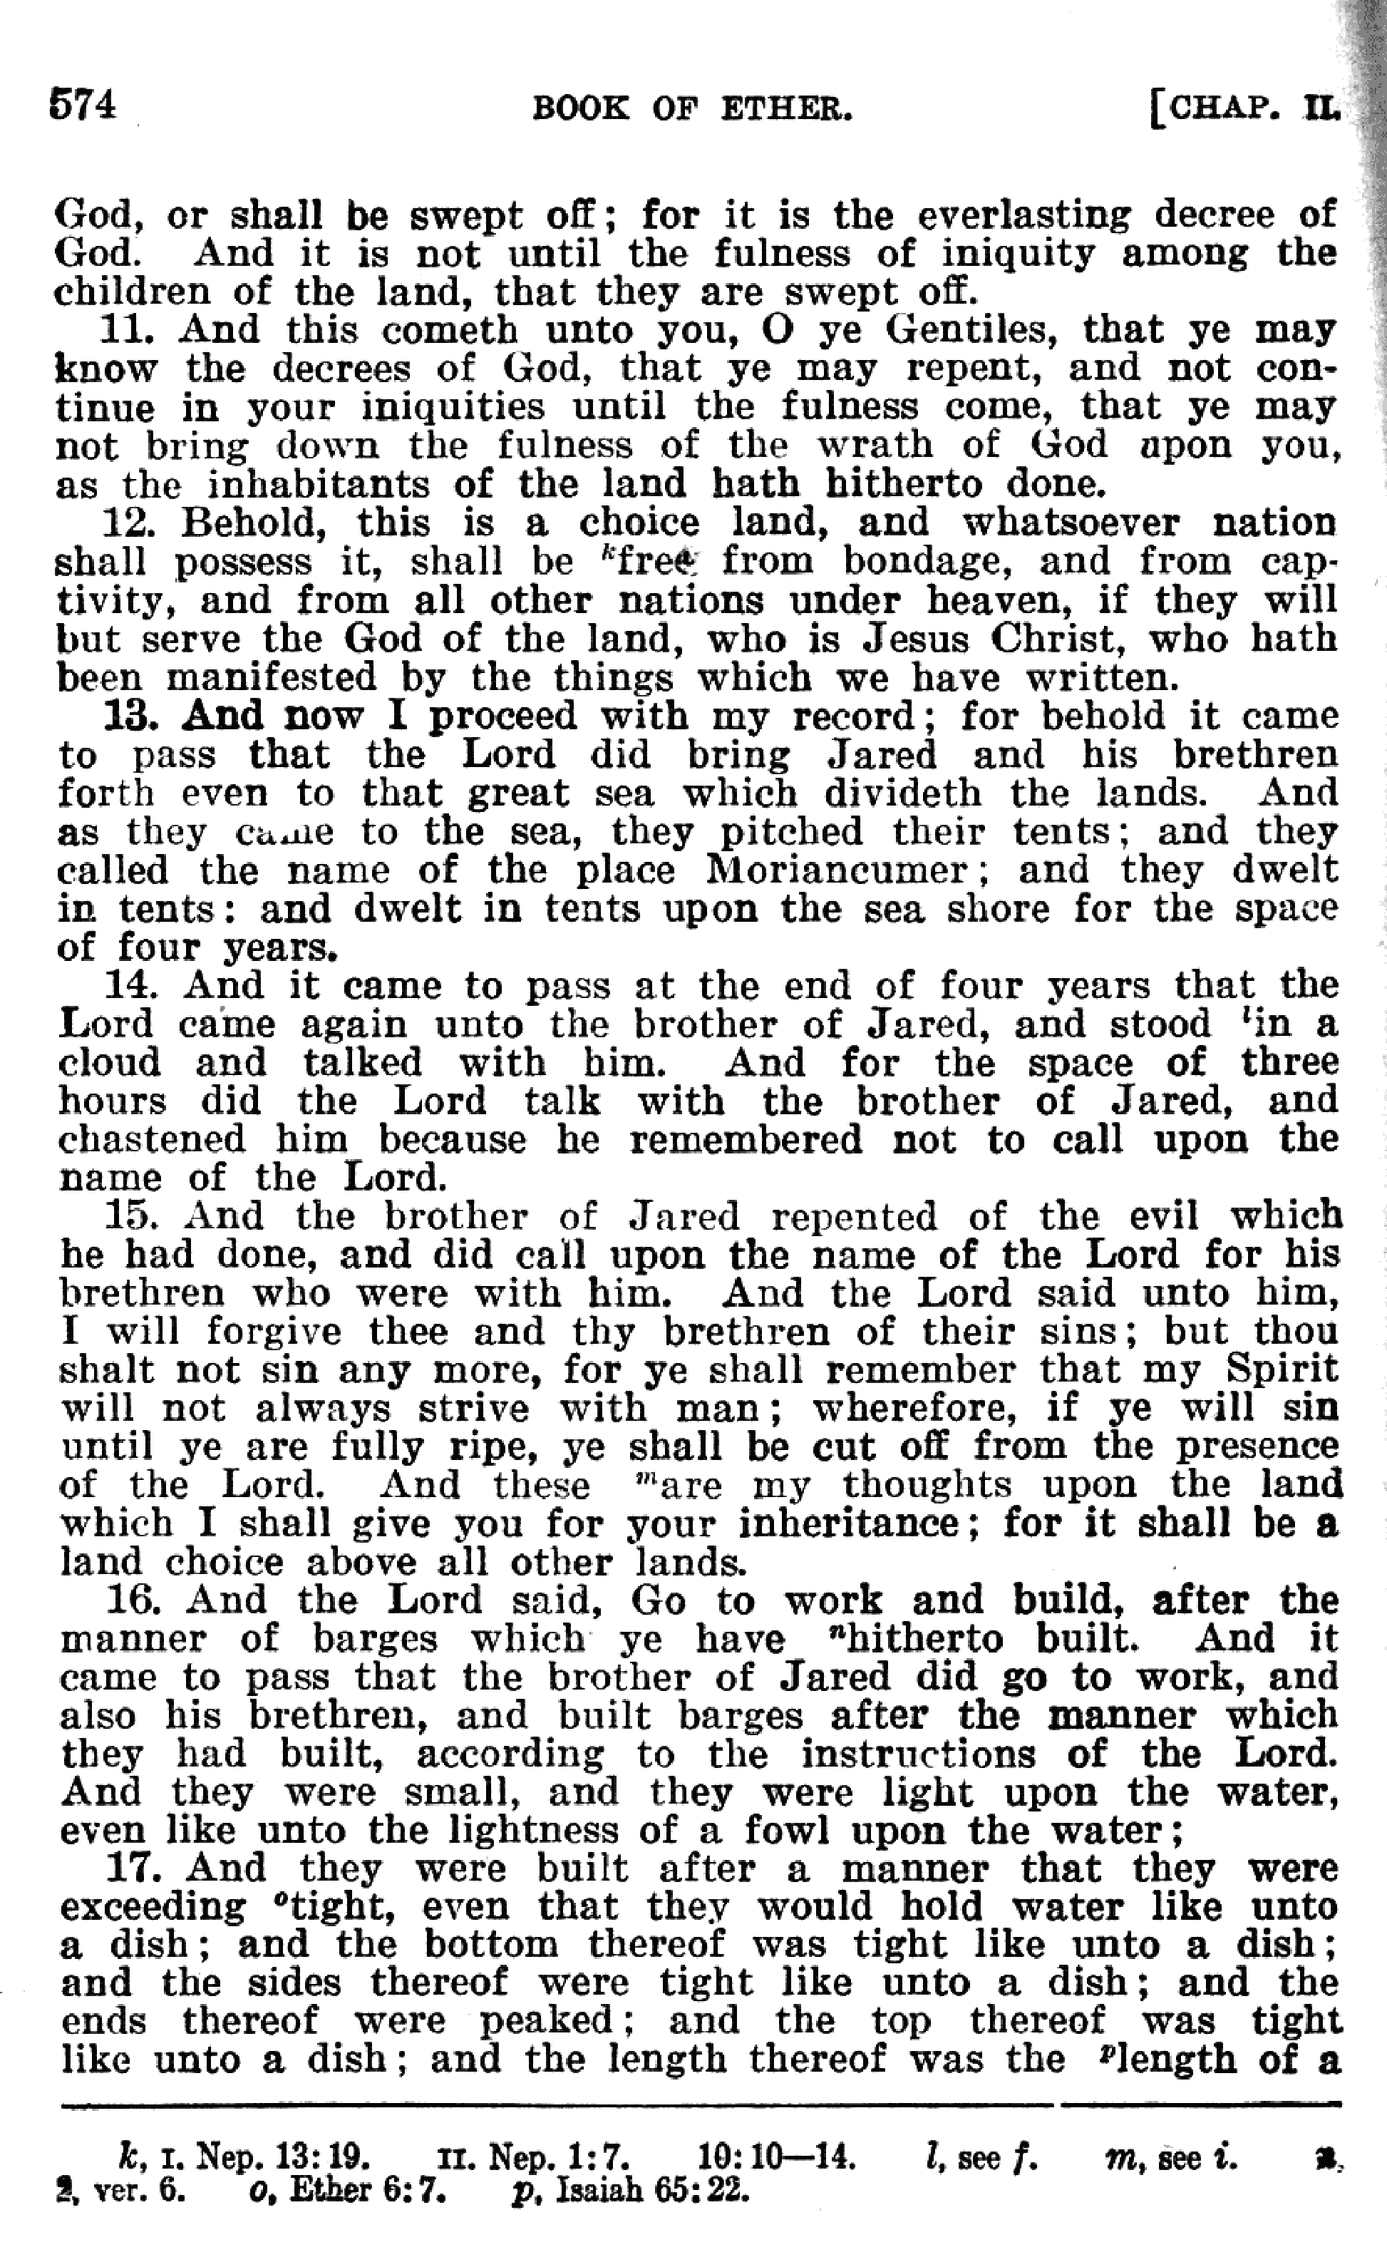 574 BOOK OF ETHER. [CHAP. II.
God, or shall be swept off; for it is the everlasting decree of
God. And it is not until the fulness of iniquity among the
children of the land, that they are swept off.
11. And this cometh unto you, O ye Gentiles, that ye may
know the decrees of God, that ye may repent, and not con-
tinue in your iniquities until the fulness come, that ye may
not bring down the fulness of the wrath of God upon you,
as the inhabitants of the land hath hitherto done.
12. Behold, this is a choice land, and whatsoever nation
shall possess it, shall be ᵏfree from bondage, and from cap-
tivity, and from all other nations under heaven, if they will
but serve the God of the land, who is Jesus Christ, who hath
been manifested by the things which we have written.
13. And now I proceed with my record; for behold it came
to pass that the Lord did bring Jared and his brethren
forth even to that great sea which divideth the lands. And
as they came to the sea, they pitched their tents; and they
called the name of the place Moriancumer; and they dwelt
in tents: and dwelt in tents upon the sea shore for the space
of four years.
14. And it came to pass at the end of four years that the
Lord came again unto the brother of Jared, and stood ˡin a
cloud and talked with him. And for the space of three
hours did the Lord talk with the brother of Jared, and
chastened him because he remembered not to call upon the
name of the Lord.
15. And the brother of Jared repented of the evil which
he had done, and did call upon the name of the Lord for his
brethren who were with him. And the Lord said unto him,
I will forgive thee and thy brethren of their sins; but thou
shalt not sin any more, for ye shall remember that my Spirit
will not always strive with man; wherefore, if ye will sin
until ye are fully ripe, ye shall be cut off from the presence
of the Lord. And these ᵐare my thoughts upon the land
which I shall give you for your inheritance; for it shall be a
land choice above all other lands.
16. And the Lord said, Go to work and build, after the
manner of barges which ye have ⁿhitherto built. And it
came to pass that the brother of Jared did go to work, and
also his brethren, and built barges after the manner which
they had built, according to the instructions of the Lord.
And they were small, and they were light upon the water,
even like unto the lightness of a fowl upon the water;
17. And they were built after a manner that they were
exceeding ᵒtight, even that they would hold water like unto
a dish; and the bottom thereof was tight like unto a dish;
and the sides thereof were tight like unto a dish; and the
ends thereof were peaked; and the top thereof was tight
like unto a dish; and the length thereof was the ᵖlength of a
k, I. Nep. 13:19. II. Nep. 1:7. 10:10—14. l, see f. m, see i. n,
2, ver. 6. o, Ether 6:7. p, Isaiah 65:22.